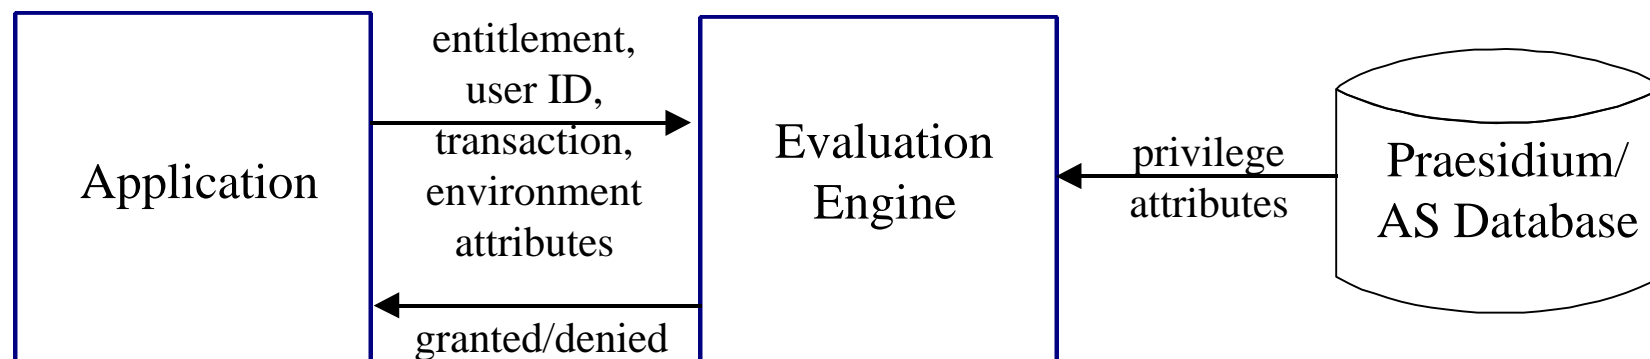 Application
entitlement,
user ID,
transaction,
environment
attributes
granted/denied
Evaluation
Engine
privilege
attributes
Praesidium/
AS Database